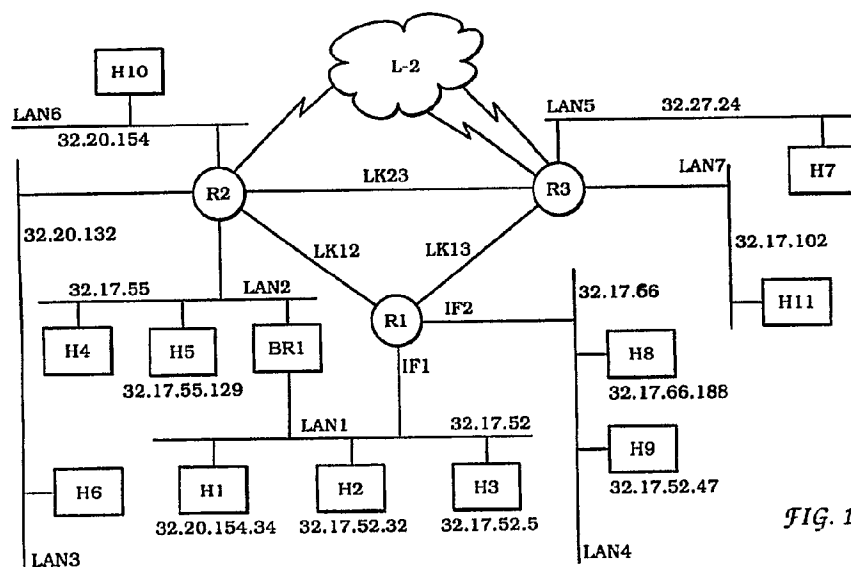 L-2
H10
LAN6
32.20.154
LAN5
32.27.24
R2
LK23
R3
LAN7
H7
32.20.132
32.17.102
LK12
LK13
32.17.55
LAN2
32.17.66
R1
IF2
H11
H4
H5
BR1
H8
IF1
32.17.55.129
32.17.66.188
LAN1
32.17.52
H6
H1
H2
H3
H9
32.20.154.34
32.17.52.32
32.17.52.5
32.17.52.47
FIG. 1
LAN3
LAN4